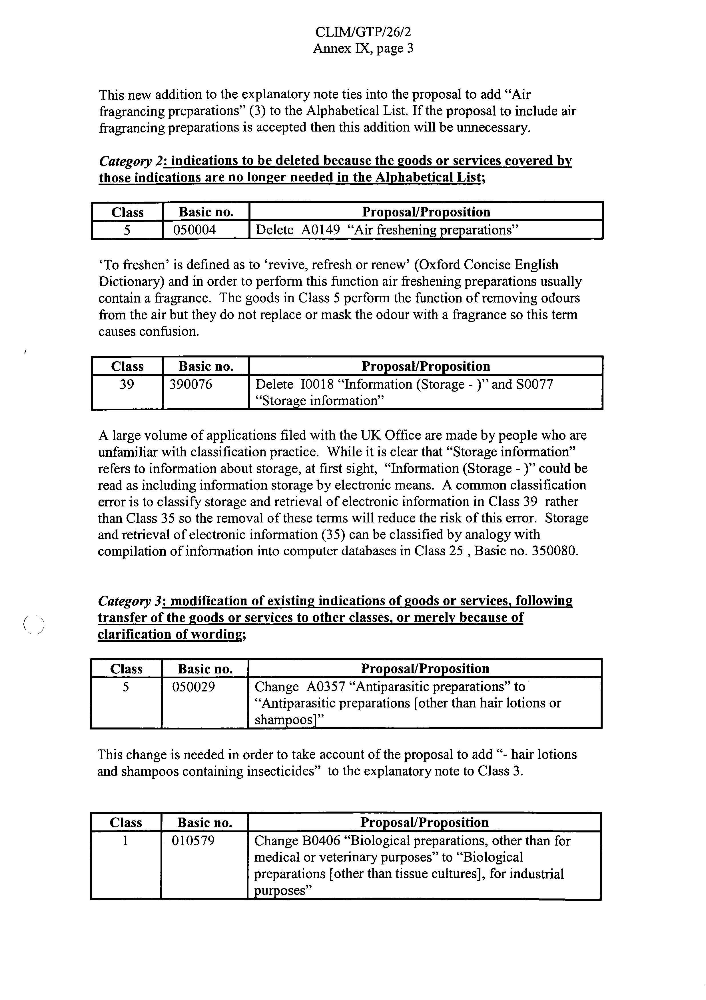 CLIM/GTP/26/2
Annex IX, page 3
This new addition to the explanatory note ties into the proposal to add “Air
fragrancing preparations” (3) to the Alphabetical List. If the proposal to include air
fragrancing preparations is accepted then this addition will be unnecessary.
Category 2: indications to be deleted because the goods or services covered by
those indications are no longer needed in the Alphabetical List;
Class Basic no. Proposal/Proposition
5 050004 Delete A0149 “Air freshening preparations”
‘To freshen’ is defined as to ‘revive, refresh or renew’ (Oxford Concise English
Dictionary) and in order to perform this function air freshening preparations usually
contain a fragrance. The goods in Class 5 perform the function of removing odours
from the air but they do not replace or mask the odour with a fragrance so this term
causes confusion.
Class Basic no. Proposal/Proposition
39 390076 Delete I0018 “Information (Storage - )” and S0077
“Storage information”
A large volume of applications filed with the UK Office are made by people who are
unfamiliar with classification practice. While it is clear that “Storage information”
refers to information about storage, at first sight, “Information (Storage - )” could be
read as including information storage by electronic means. A common classification
error is to classify storage and retrieval of electronic information in Class 39 rather
than Class 35 so the removal of these terms will reduce the risk of this error. Storage
and retrieval of electronic information (35) can be classified by analogy with
compilation of information into computer databases in Class 25 , Basic no. 350080.
Category 3: modification of existing indications of goods or services, following
transfer of the goods or services to other classes, or merely because of
clarification of wording;
Class Basic no. Proposal/Proposition
5 050029 Change A0357 “Antiparasitic preparations” to
“Antiparasitic preparations [other than hair lotions or
shampoos]”
This change is needed in order to take account of the proposal to add “- hair lotions
and shampoos containing insecticides” to the explanatory note to Class 3.
Class Basic no. Proposal/Proposition
1 010579 Change B0406 “Biological preparations, other than for
medical or veterinary purposes” to “Biological
preparations [other than tissue cultures], for industrial
purposes”